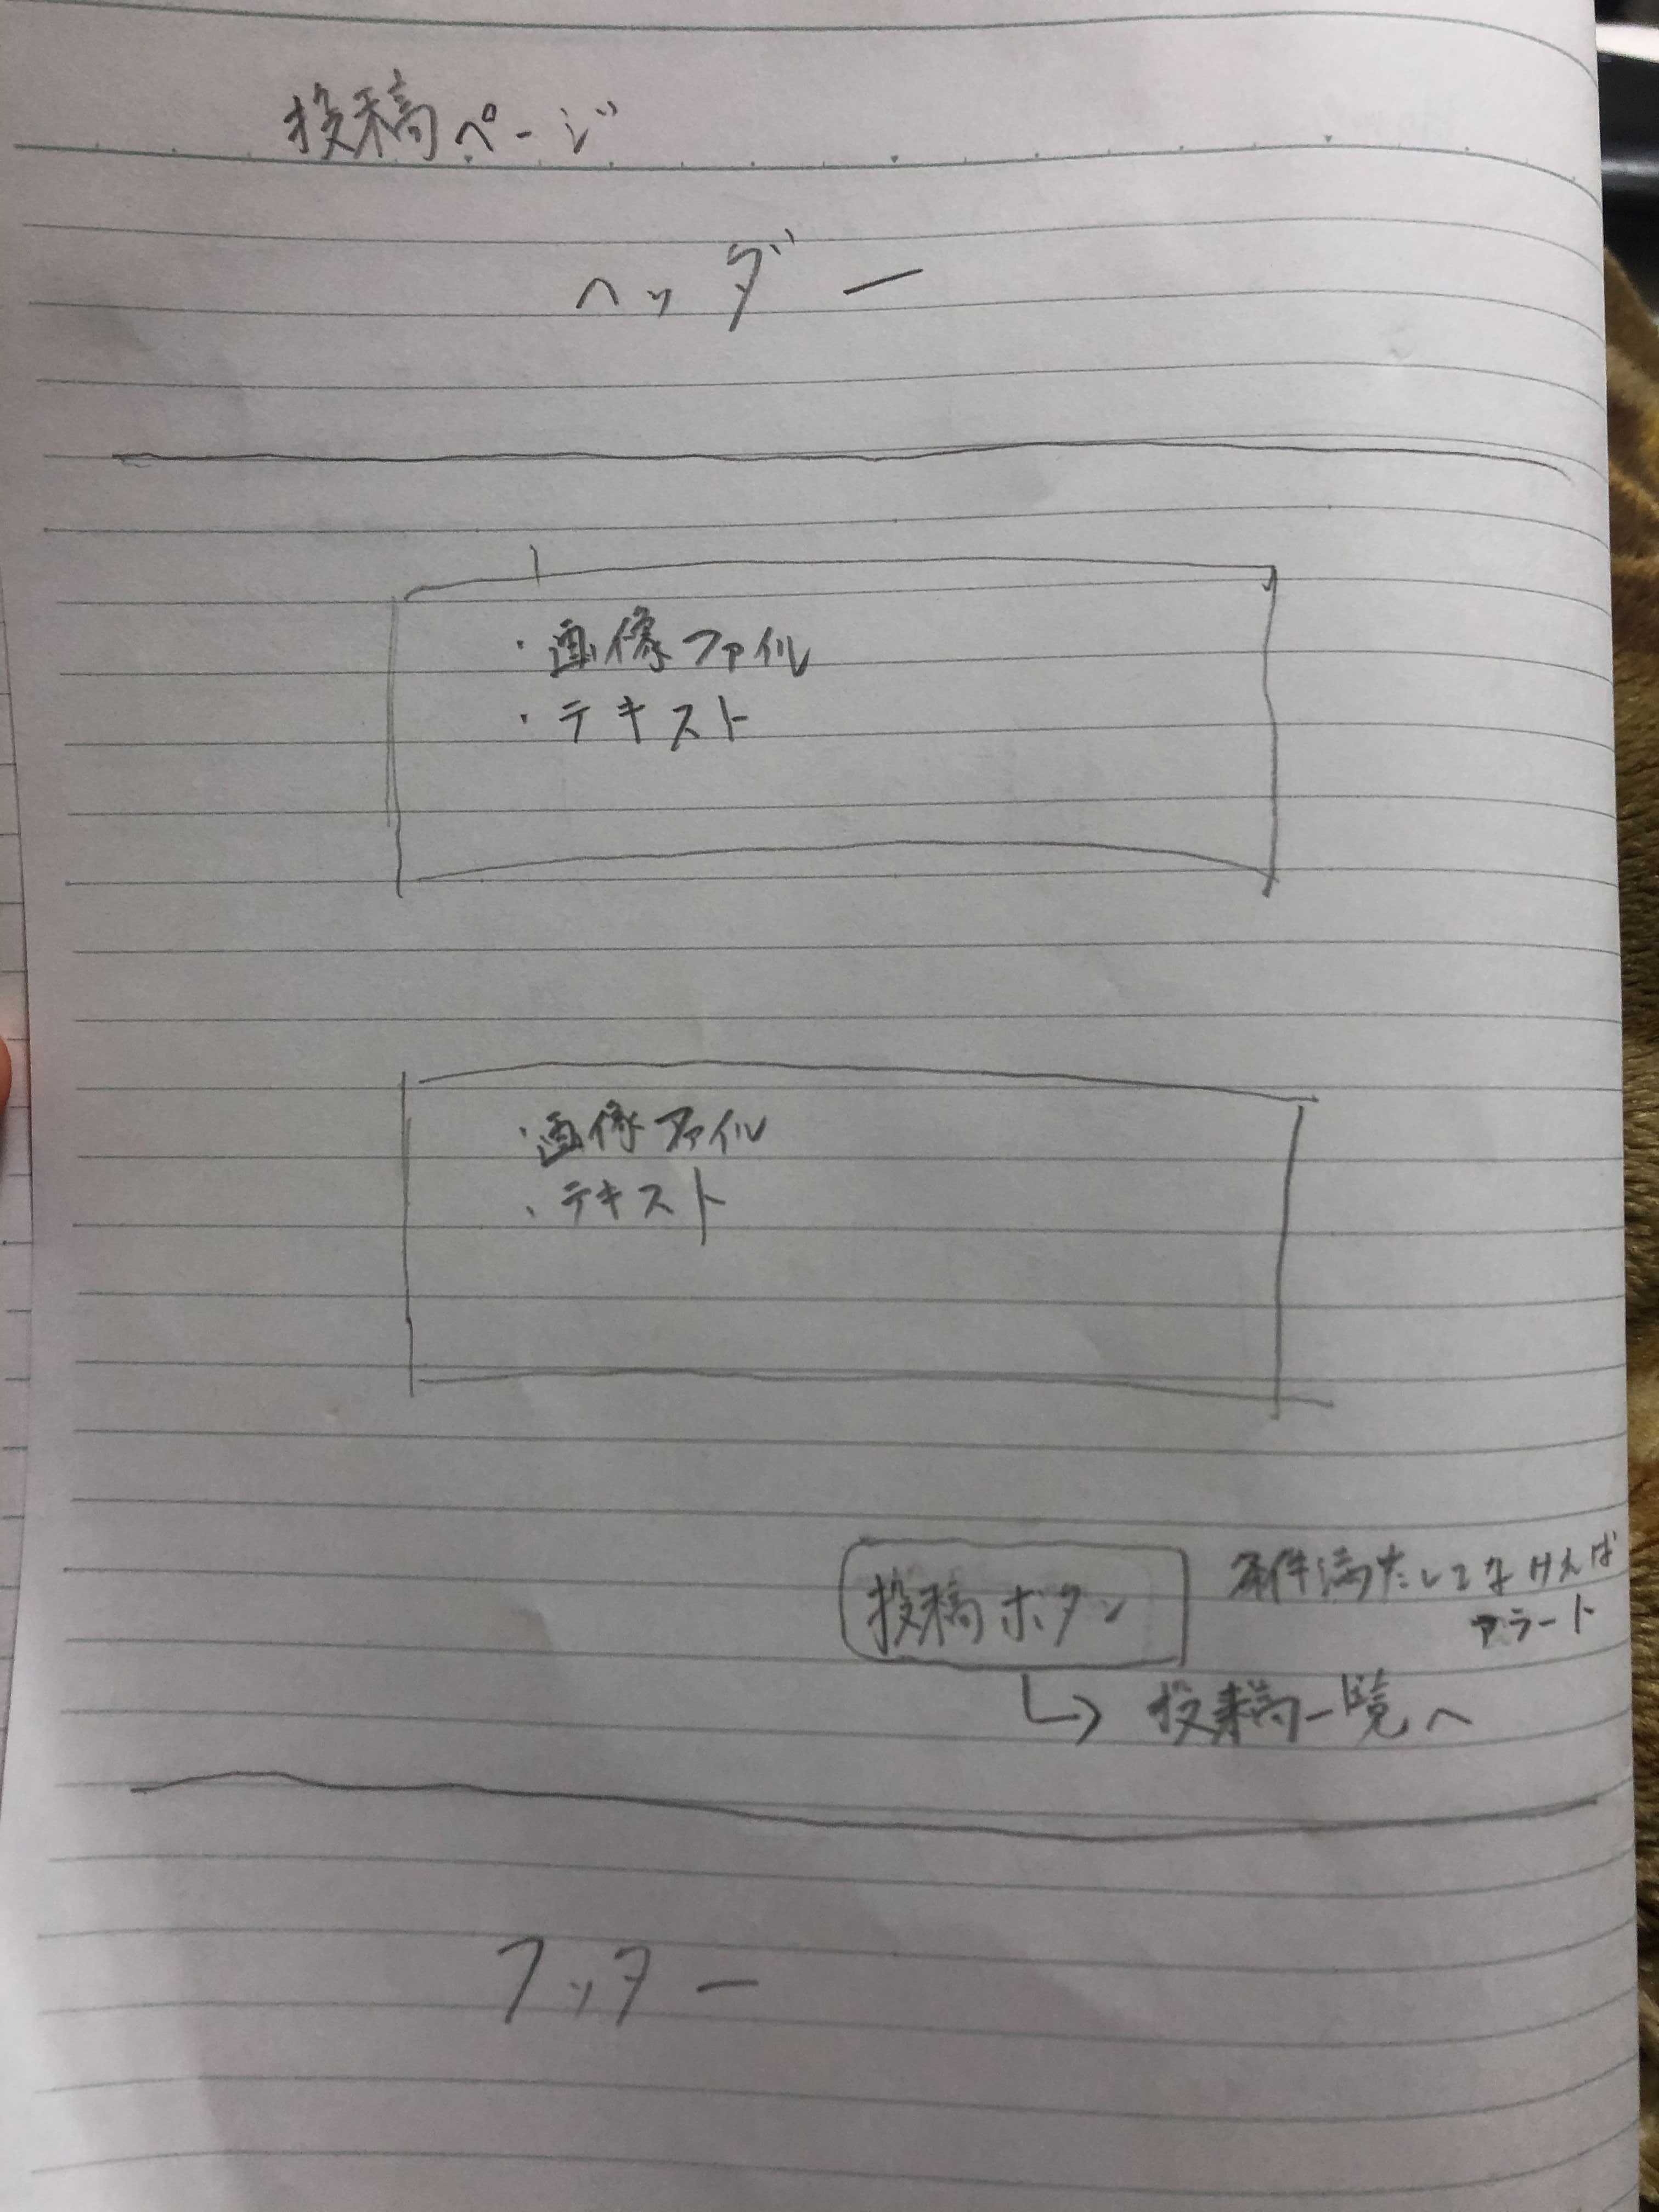 投稿ページ
ヘッダー
・画像ファイル
・テキスト
・画像ファイル
・テキスト
投稿ボタン
条件満たしてなければ
アラート
投稿一覧へ
フッター